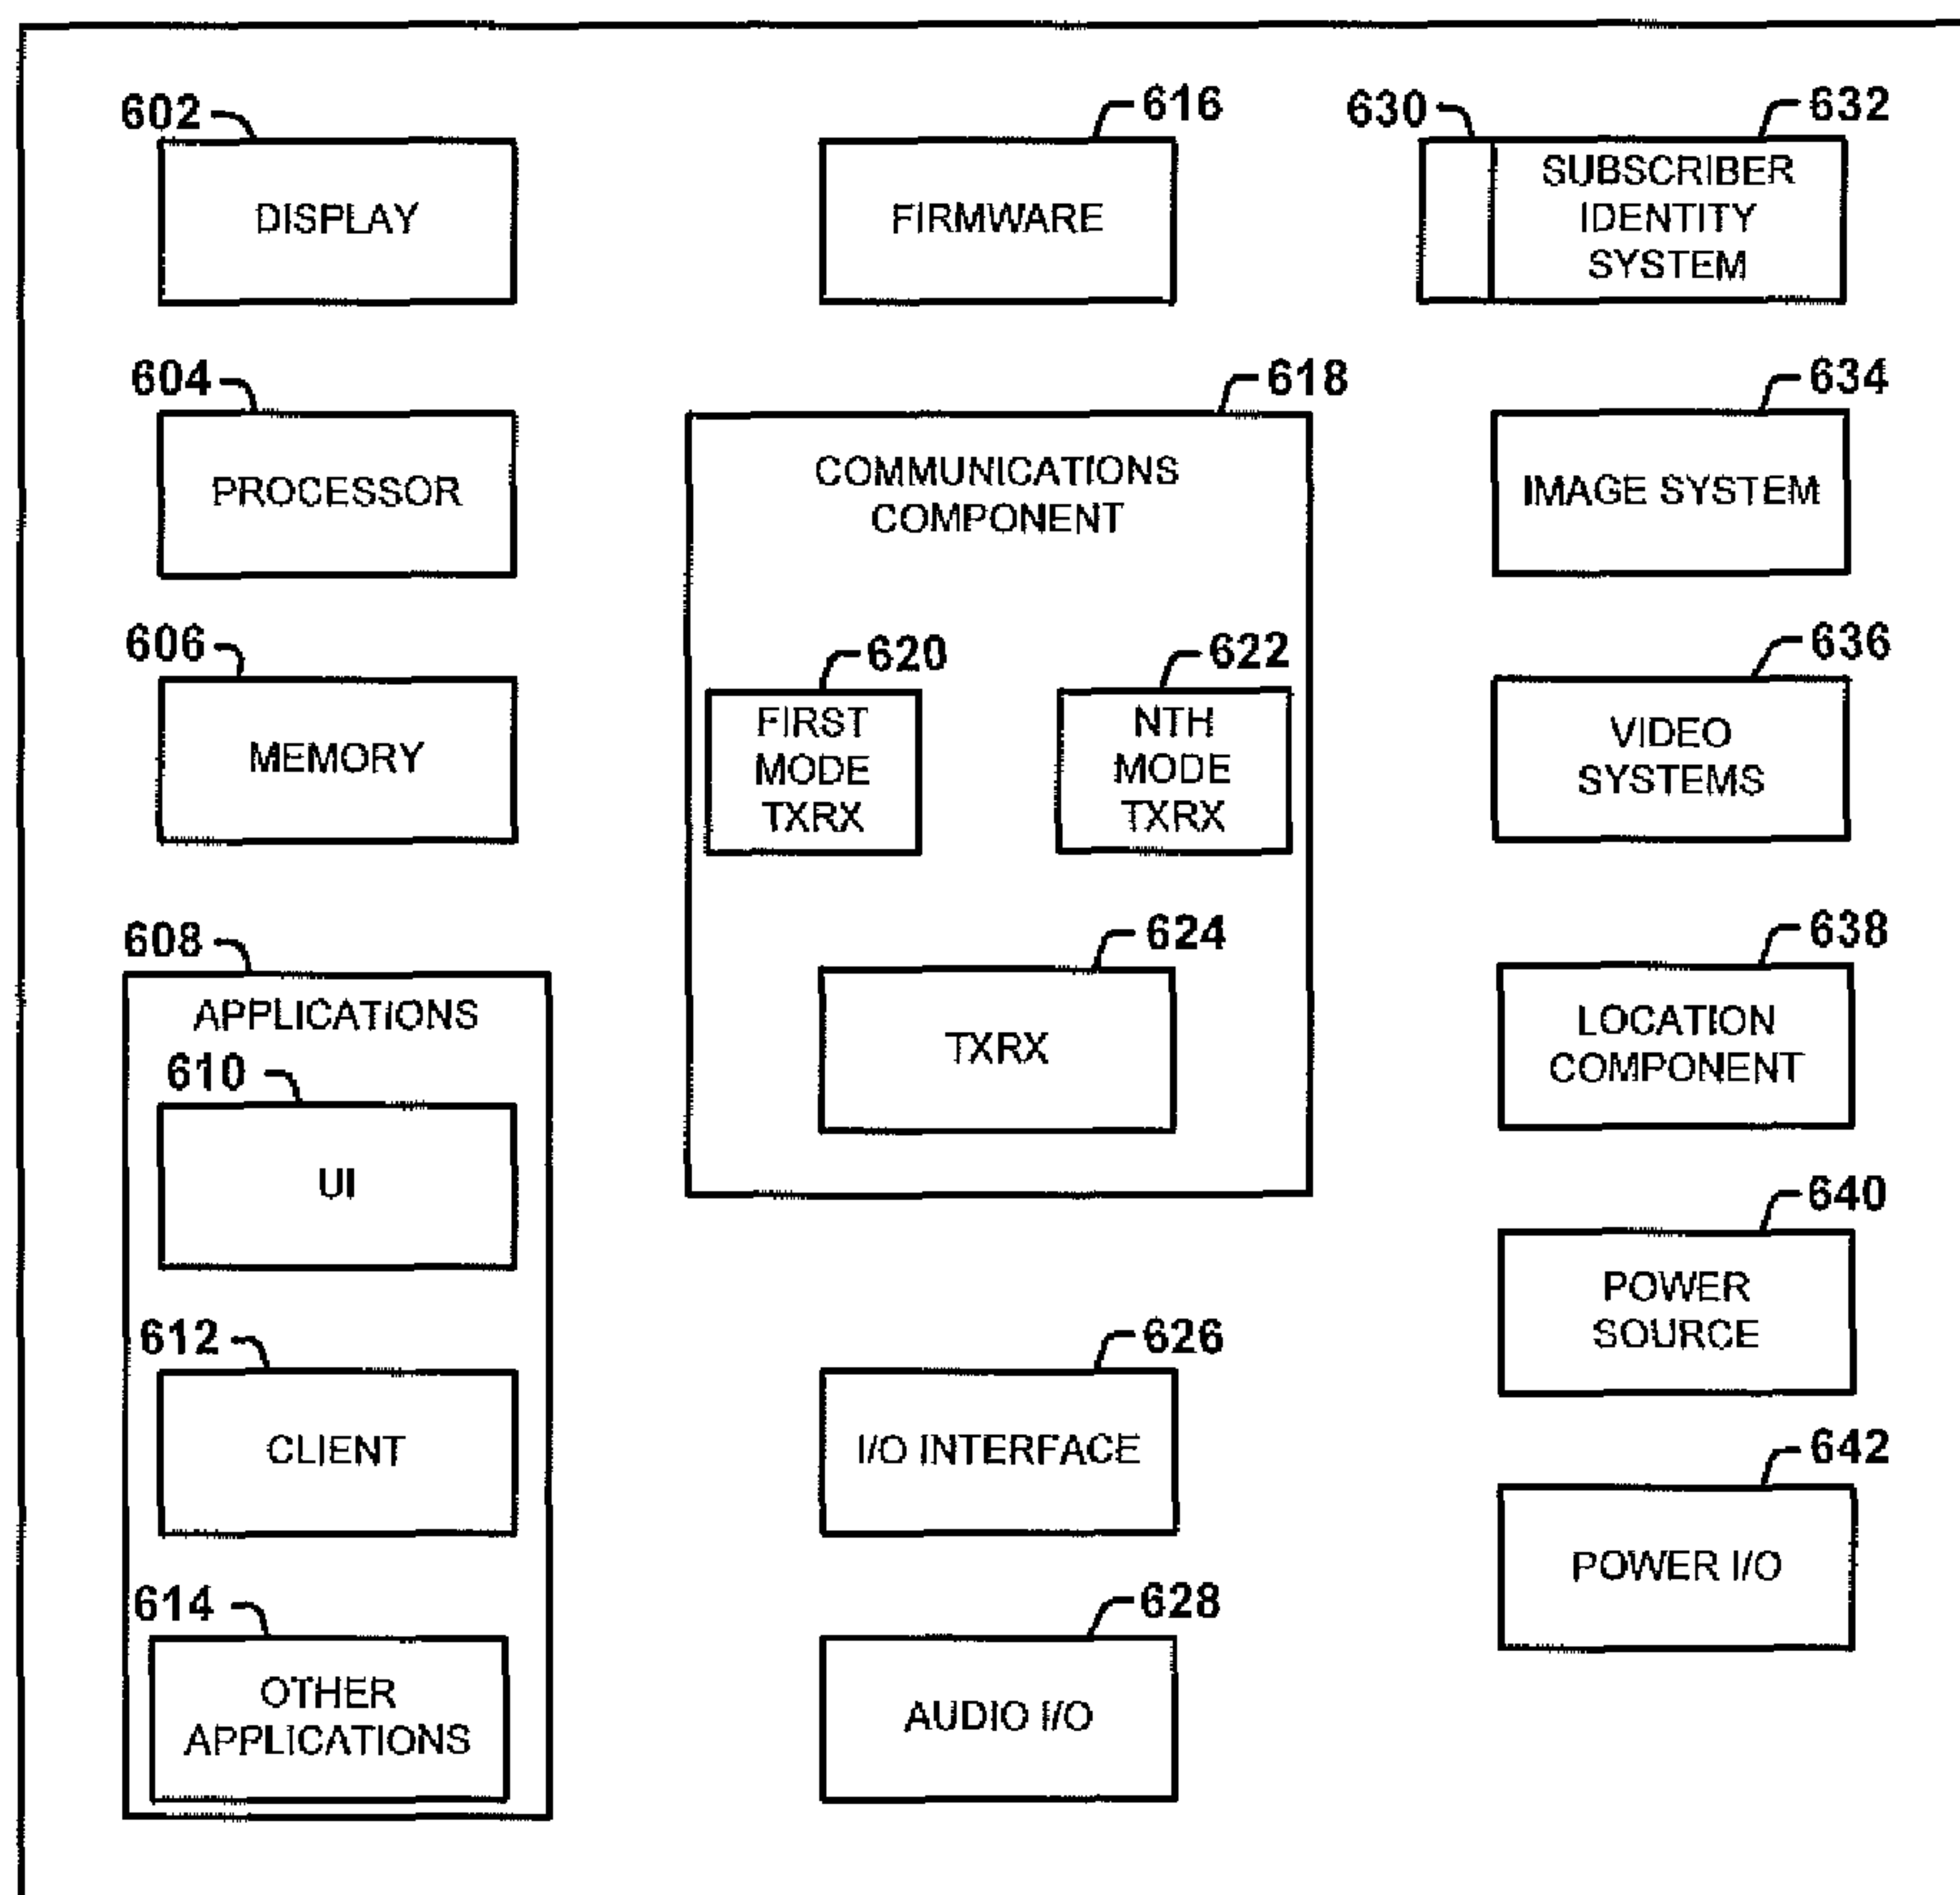 602
DISPLAY
604
PROCESSOR
606
MEMORY
608
APPLICATIONS
610
UI
612
CLIENT
614
OTHER
APPLICATIONS
616
FIRMWARE
618
COMMUNICATIONS
COMPONENT
620
FIRST
MODE
TXRX
622
NTH
MODE
TXRX
624
TXRX
626
I/O INTERFACE
628
AUDIO I/O
630
632
SUBSCRIBER
IDENTITY
SYSTEM
634
IMAGE SYSTEM
636
VIDEO
SYSTEMS
638
LOCATION
COMPONENT
640
POWER
SOURCE
642
POWER I/O